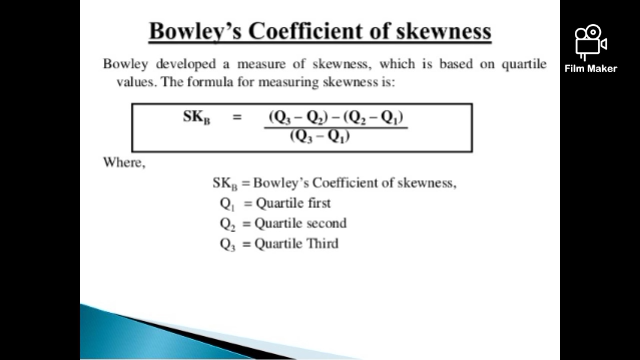 Bowley's Coefficient of skewness
Bowley developed a measure of skewness, which is based on quartile
values. The formula for measuring skewness is:
SK_B = (Q₃ – Q₂) – (Q₂ – Q₁)
(Q₃ – Q₁)
Where,
SK_B = Bowley's Coefficient of skewness,
Q₁ = Quartile first
Q₂ = Quartile second
Q₃ = Quartile Third
Film Maker